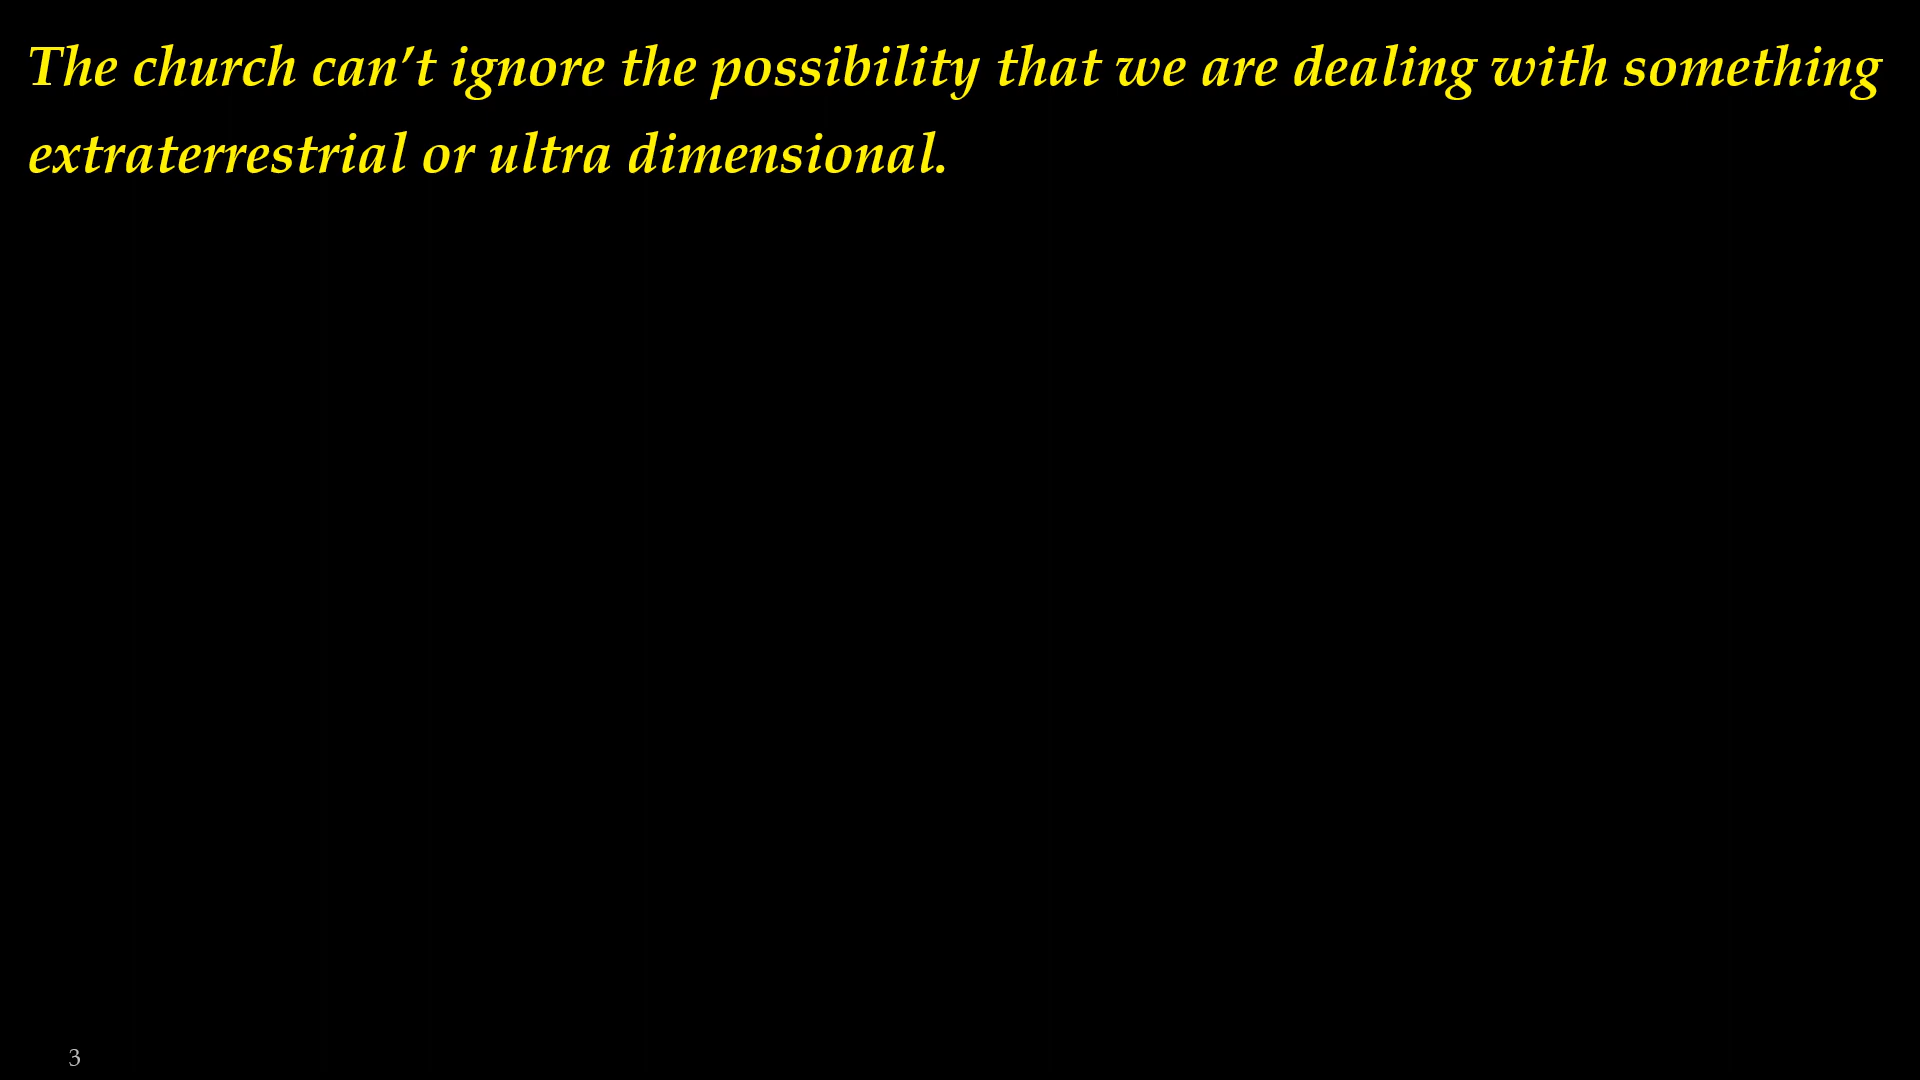 The church can’t ignore the possibility that we are dealing with something
extraterrestrial or ultra dimensional.
3